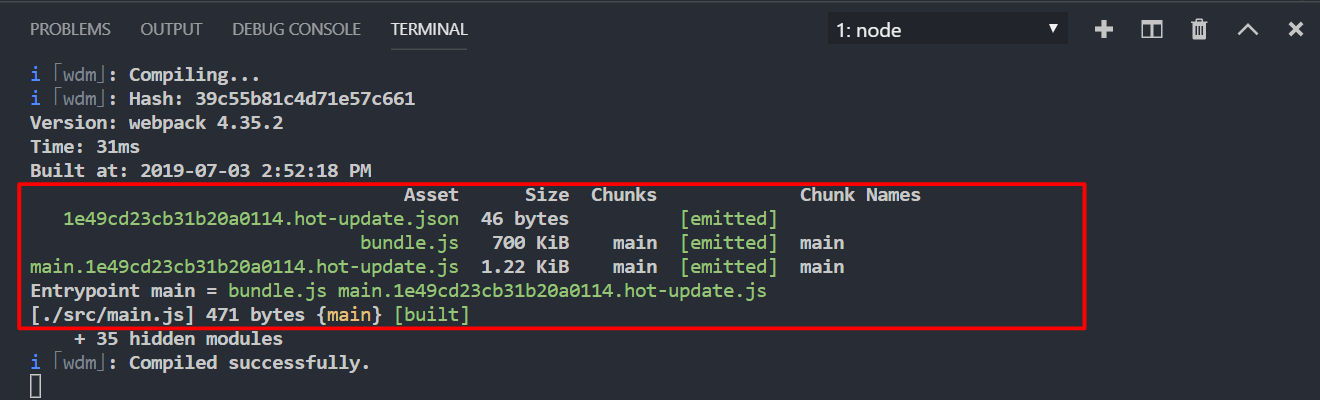 PROBLEMS OUTPUT DEBUG CONSOLE TERMINAL 1: node
i ｢wdm｣: Compiling...
i ｢wdm｣: Hash: 39c55b81c4d71e57c661
Version: webpack 4.35.2
Time: 31ms
Built at: 2019-07-03 2:52:18 PM
Asset Size Chunks Chunk Names
1e49cd23cb31b20a0114.hot-update.json 46 bytes [emitted]
bundle.js 700 KiB main [emitted] main
main.1e49cd23cb31b20a0114.hot-update.js 1.22 KiB main [emitted] main
Entrypoint main = bundle.js main.1e49cd23cb31b20a0114.hot-update.js
[./src/main.js] 471 bytes {main} [built]
+ 35 hidden modules
i ｢wdm｣: Compiled successfully.